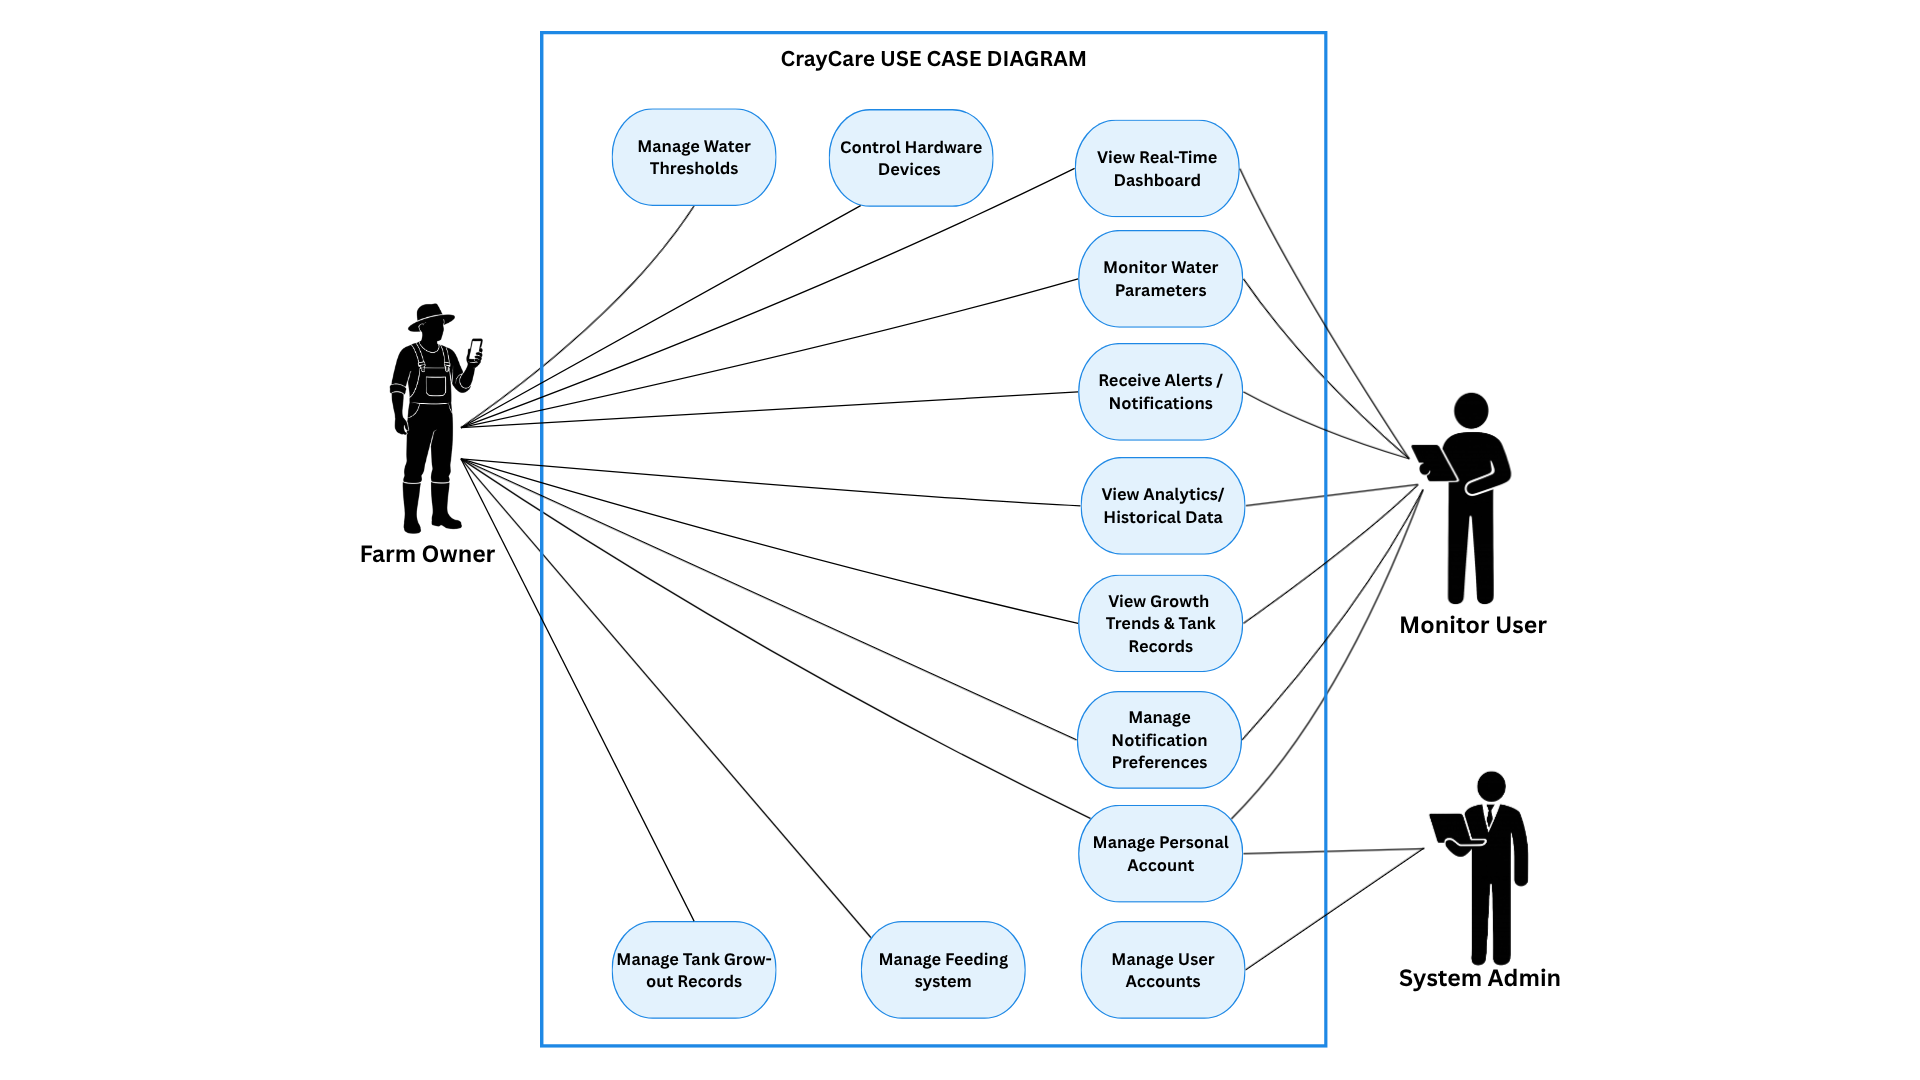 CrayCare USE CASE DIAGRAM
Manage Water
Thresholds
Control Hardware
Devices
View Real-Time
Dashboard
Monitor Water
Parameters
Receive Alerts /
Notifications
View Analytics/
Historical Data
View Growth
Trends & Tank
Records
Manage
Notification
Preferences
Manage Personal
Account
Manage Tank Grow-
out Records
Manage Feeding
system
Manage User
Accounts
Farm Owner
Monitor User
System Admin